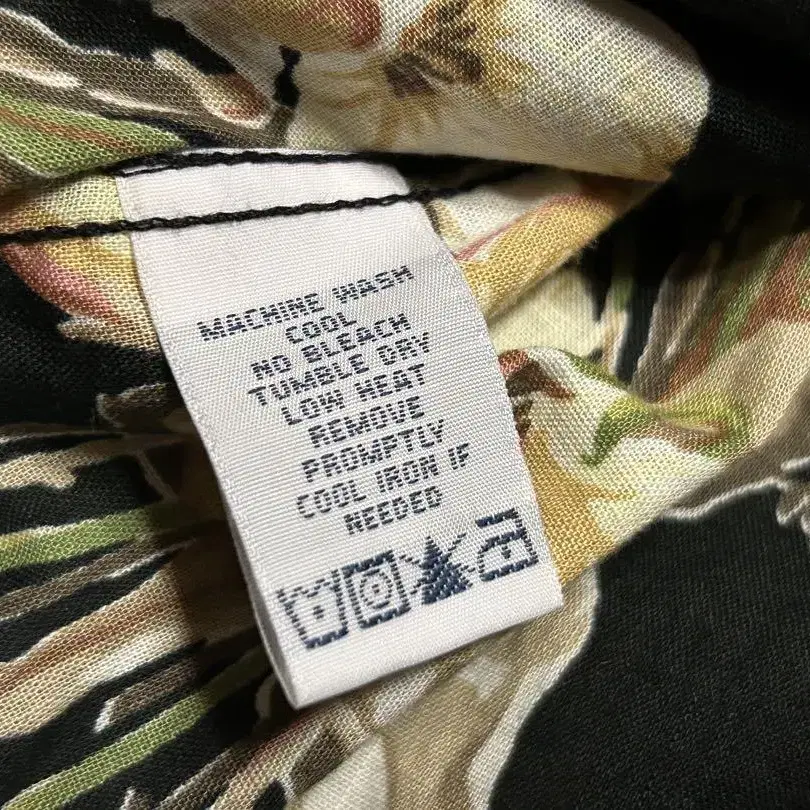 MACHINE WASH
COOL
NO BLEACH
TUMBLE DRY
LOW HEAT
REMOVE
PROMPTLY
COOL IRON IF
NEEDED